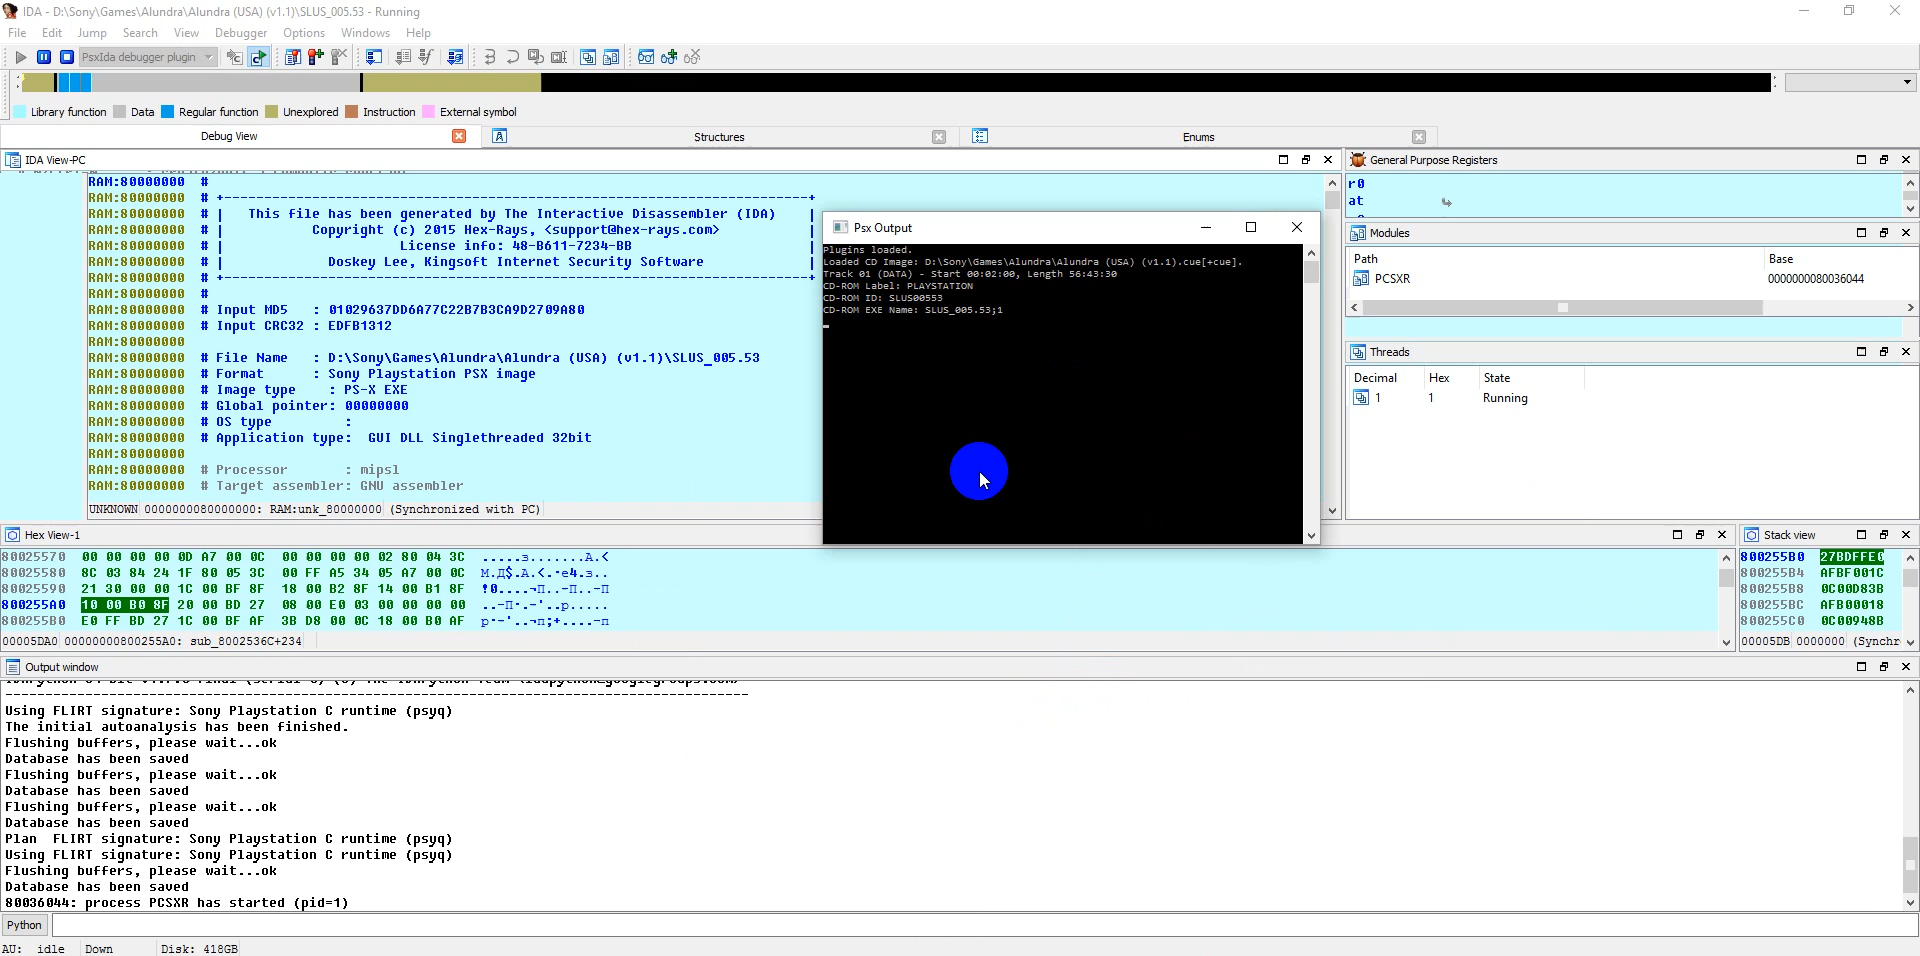 IDA - D:\Sony\Games\Alundra\Alundra (USA) (v1.1)\SLUS_005.53 - Running
File Edit Jump Search View Debugger Options Windows Help
PsxIda debugger plugin
Library function Data Regular function Unexplored Instruction External symbol
Debug View Structures Enums
IDA View-PC
RAM:80000000 #
RAM:80000000 # +-------------------------------------------------------------------------+
RAM:80000000 # | This file has been generated by The Interactive Disassembler (IDA) |
RAM:80000000 # | Copyright (c) 2015 Hex-Rays, <support@hex-rays.com> |
RAM:80000000 # | License info: 48-B611-7234-BB |
RAM:80000000 # | Doskey Lee, Kingsoft Internet Security Software |
RAM:80000000 # +-------------------------------------------------------------------------+
RAM:80000000 #
RAM:80000000 # Input MD5 : 01029637DD6A77C22B7B3CA9D2709A80
RAM:80000000 # Input CRC32 : EDFB1312
RAM:80000000
RAM:80000000 # File Name : D:\Sony\Games\Alundra\Alundra (USA) (v1.1)\SLUS_005.53
RAM:80000000 # Format : Sony Playstation PSX image
RAM:80000000 # Image type : PS-X EXE
RAM:80000000 # Global pointer: 00000000
RAM:80000000 # OS type :
RAM:80000000 # Application type: GUI DLL Singlethreaded 32bit
RAM:80000000
RAM:80000000 # Processor : mipsl
RAM:80000000 # Target assembler: GNU assembler
UNKNOWN 0000000080000000: RAM:unk_80000000 (Synchronized with PC)
Psx Output
Plugins loaded.
Loaded CD Image: D:\Sony\Games\Alundra\Alundra (USA) (v1.1).cue[+cue].
Track 01 (DATA) - Start 00:02:00, Length 56:43:30
CD-ROM Label: PLAYSTATION
CD-ROM ID: SLUS00553
CD-ROM EXE Name: SLUS_005.53;1
General Purpose Registers
r0
at
Modules
Path Base
PCSXR 0000000080036044
Threads
Decimal Hex State
1 1 Running
Hex View-1
80025570 00 00 00 00 0D A7 00 0C 00 00 00 00 02 80 04 3C
80025580 8C 03 84 24 1F 80 05 3C 00 FF A5 34 05 A7 00 0C
80025590 21 30 00 00 1C 00 BF 8F 18 00 B2 8F 14 00 B1 8F
800255A0 10 00 B0 8F 20 00 BD 27 08 00 E0 03 00 00 00 00
800255B0 E0 FF BD 27 1C 00 BF AF 3B D8 00 0C 18 00 B0 AF
00005DA0 00000000800255A0: sub_8002536C+234
Stack view
800255B0 27BDFFE0
800255B4 AFBF001C
800255B8 0C00D83B
800255BC AFB00018
800255C0 0C00948B
00005DB 0000000 (Synchr
Output window
Using FLIRT signature: Sony Playstation C runtime (psyq)
The initial autoanalysis has been finished.
Flushing buffers, please wait...ok
Database has been saved
Flushing buffers, please wait...ok
Database has been saved
Flushing buffers, please wait...ok
Database has been saved
Plan FLIRT signature: Sony Playstation C runtime (psyq)
Using FLIRT signature: Sony Playstation C runtime (psyq)
Flushing buffers, please wait...ok
Database has been saved
80036044: process PCSXR has started (pid=1)
Python
AU: idle Down Disk: 418GB